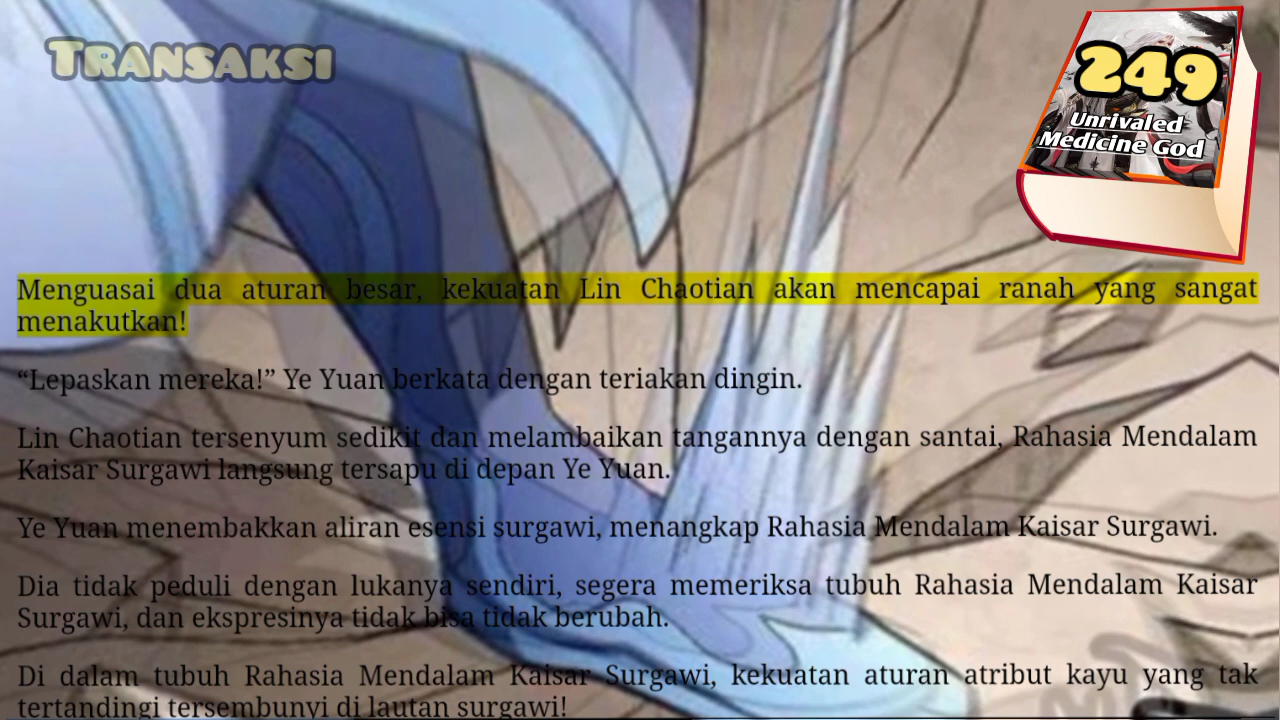 TRANSAKSI
249
Unrivaled
Medicine God
Menguasai dua aturan besar, kekuatan Lin Chaotian akan mencapai ranah yang sangat
menakutkan!
“Lepaskan mereka!” Ye Yuan berkata dengan teriakan dingin.
Lin Chaotian tersenyum sedikit dan melambaikan tangannya dengan santai, Rahasia Mendalam
Kaisar Surgawi langsung tersapu di depan Ye Yuan.
Ye Yuan menembakkan aliran esensi surgawi, menangkap Rahasia Mendalam Kaisar Surgawi.
Dia tidak peduli dengan lukanya sendiri, segera memeriksa tubuh Rahasia Mendalam Kaisar
Surgawi, dan ekspresinya tidak bisa tidak berubah.
Di dalam tubuh Rahasia Mendalam Kaisar Surgawi, kekuatan aturan atribut kayu yang tak
tertandingi tersembunyi di lautan surgawi!